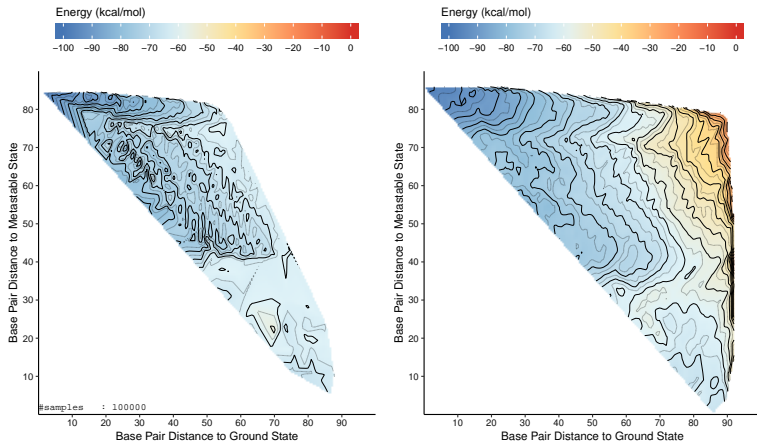 Energy (kcal/mol)
−100 −90 −80 −70 −60 −50 −40 −30 −20 −10 0
Base Pair Distance to Metastable State
80
70
60
50
40
30
20
10
#samples : 100000
10 20 30 40 50 60 70 80 90
Base Pair Distance to Ground State
Energy (kcal/mol)
−100 −90 −80 −70 −60 −50 −40 −30 −20 −10 0
Base Pair Distance to Metastable State
80
70
60
50
40
30
20
10
10 20 30 40 50 60 70 80 90
Base Pair Distance to Ground State